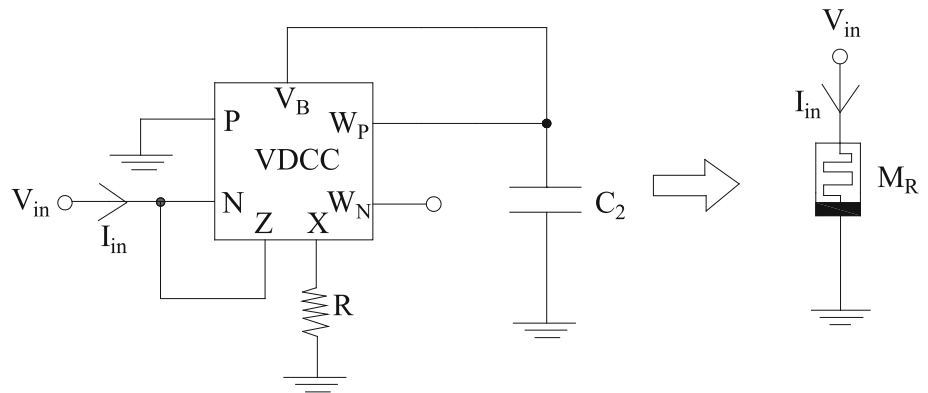 V_in
V_B
P
W_P
I_in
VDCC
V_in
N
W_N
C_2
M_R
I_in
Z
X
R